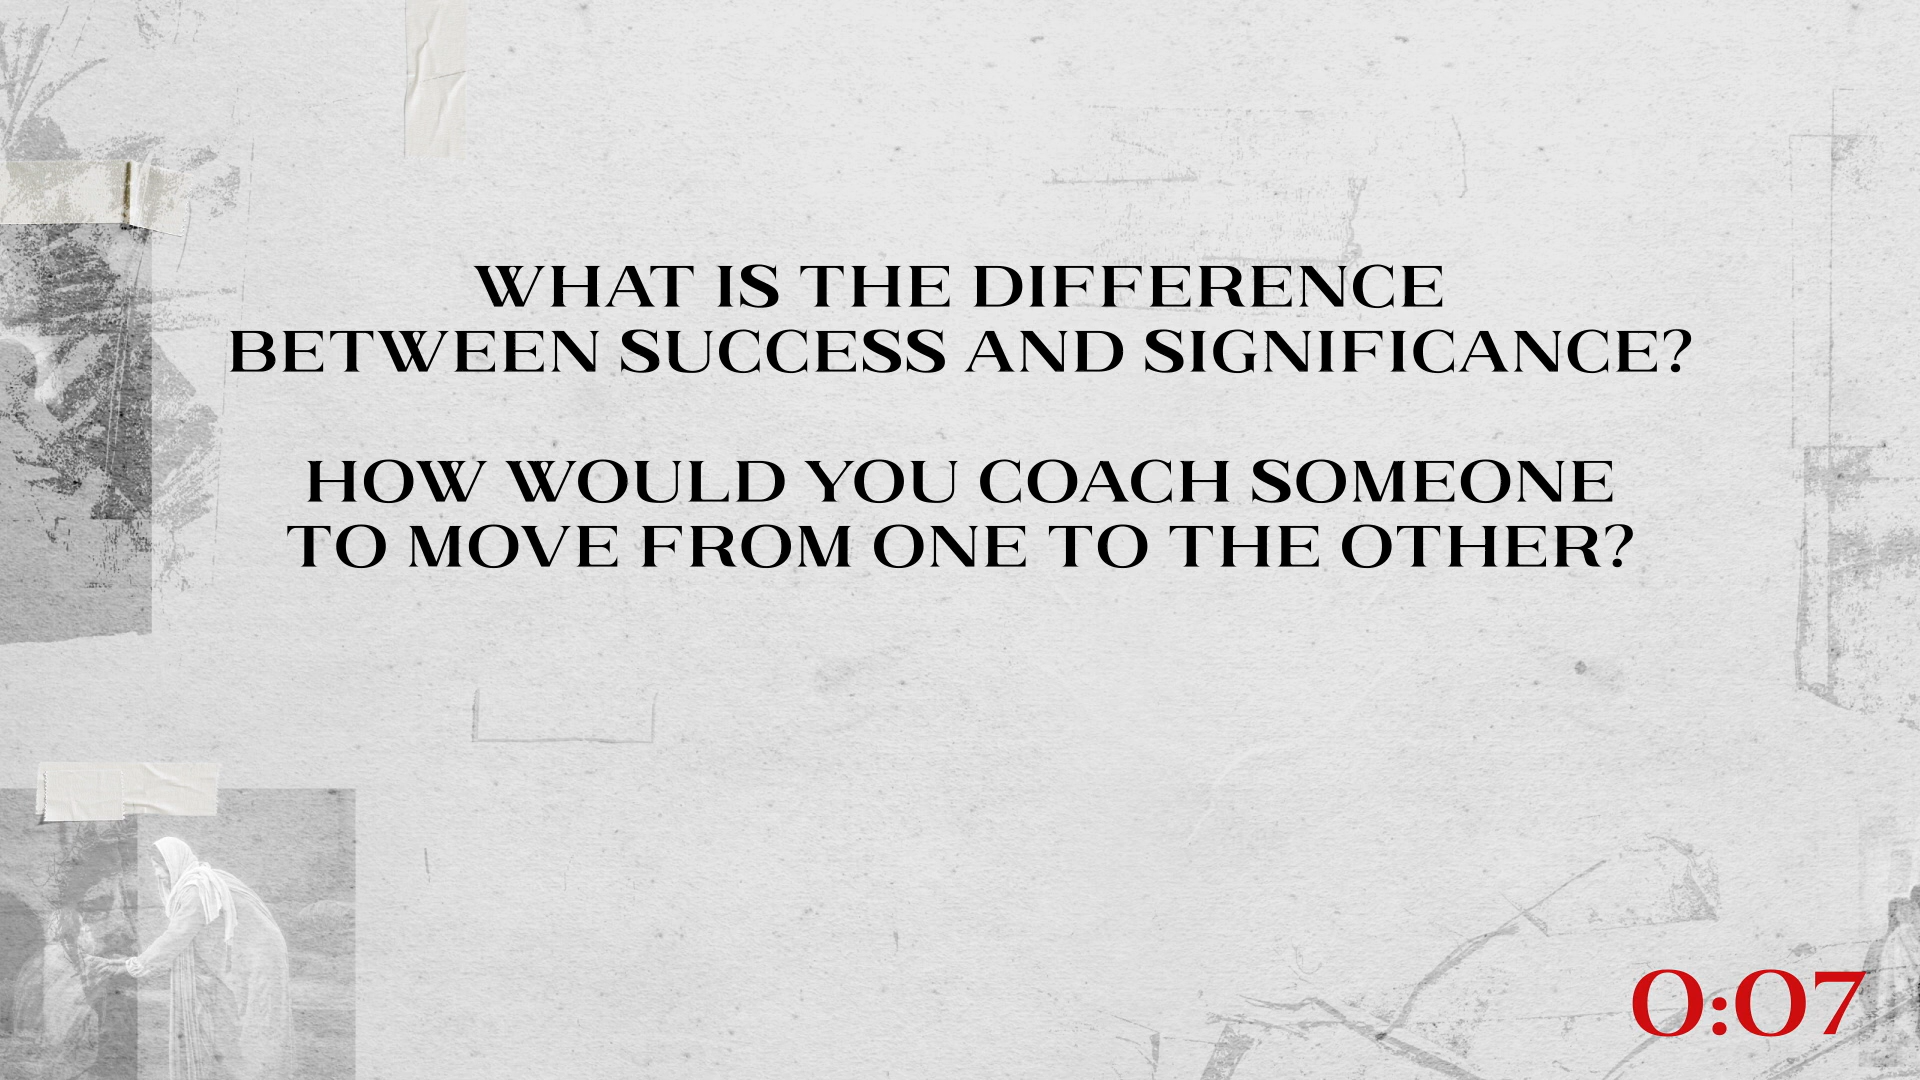 WHAT IS THE DIFFERENCE
BETWEEN SUCCESS AND SIGNIFICANCE?
HOW WOULD YOU COACH SOMEONE
TO MOVE FROM ONE TO THE OTHER?
0:07